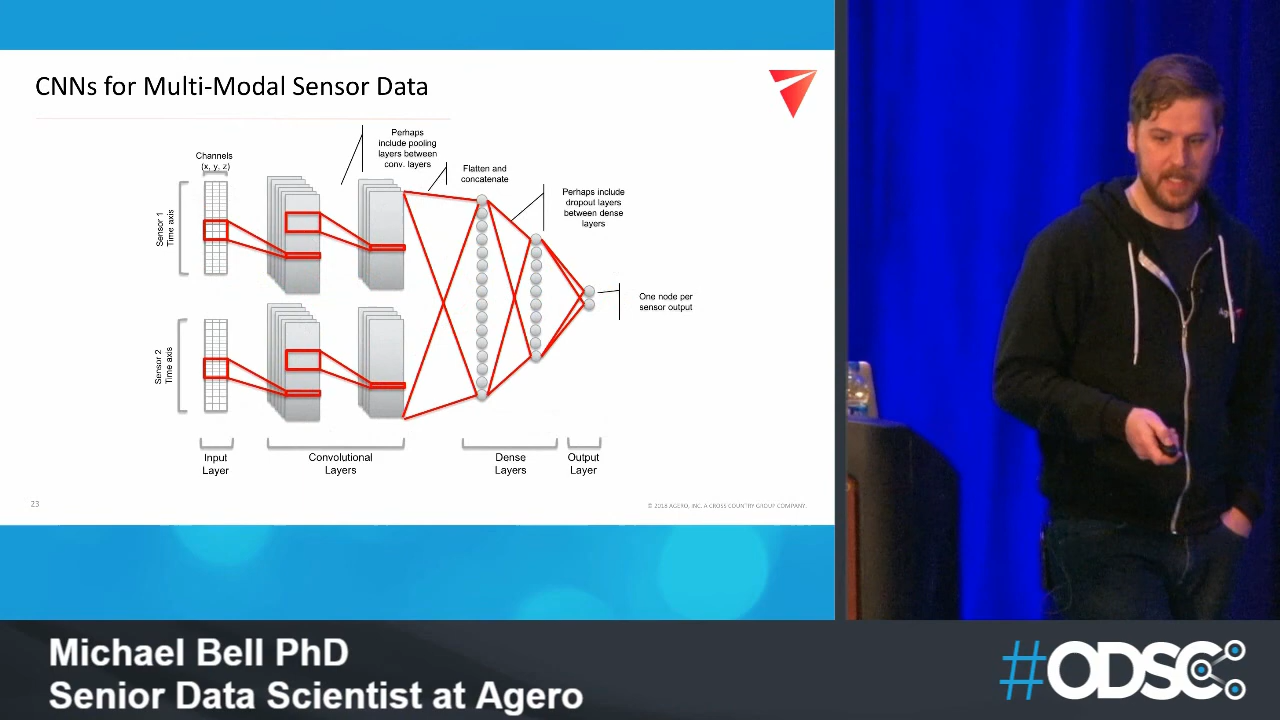 CNNs for Multi-Modal Sensor Data
Perhaps
include pooling
layers between
conv. layers
Channels
(x, y, z)
Flatten and
concatenate
Perhaps include
dropout layers
between dense
layers
Sensor 1
Time axis
One node per
sensor output
Sensor 2
Time axis
Input
Layer
Convolutional
Layers
Dense
Layers
Output
Layer
23
© 2018 AGERO, INC. A CROSS COUNTRY GROUP COMPANY.
Michael Bell PhD
Senior Data Scientist at Agero
#ODSC